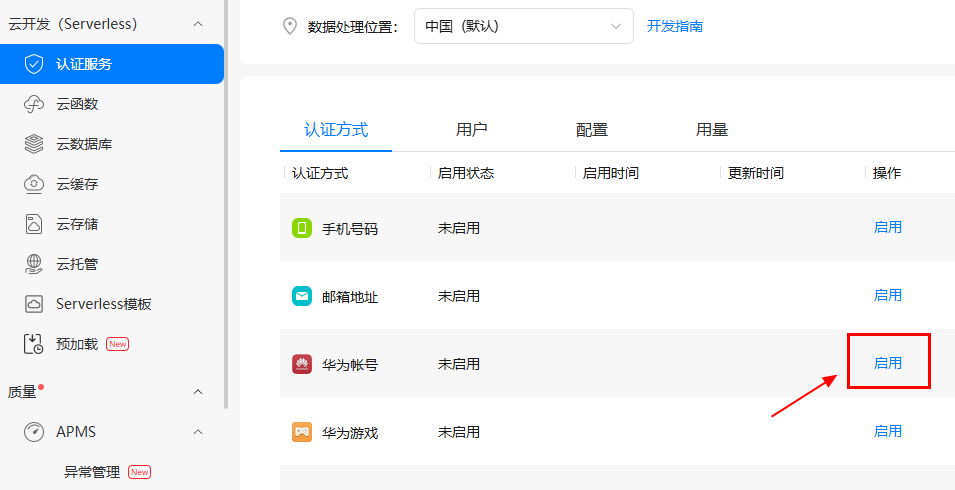 云开发（Serverless）
认证服务
云函数
云数据库
云缓存
云存储
云托管
Serverless模板
预加载 New
质量
APMS
异常管理 New
数据处理位置： 中国（默认） 开发指南
认证方式 用户 配置 用量
认证方式 启用状态 启用时间 更新时间 操作
手机号码 未启用 启用
邮箱地址 未启用 启用
华为帐号 未启用 启用
华为游戏 未启用 启用